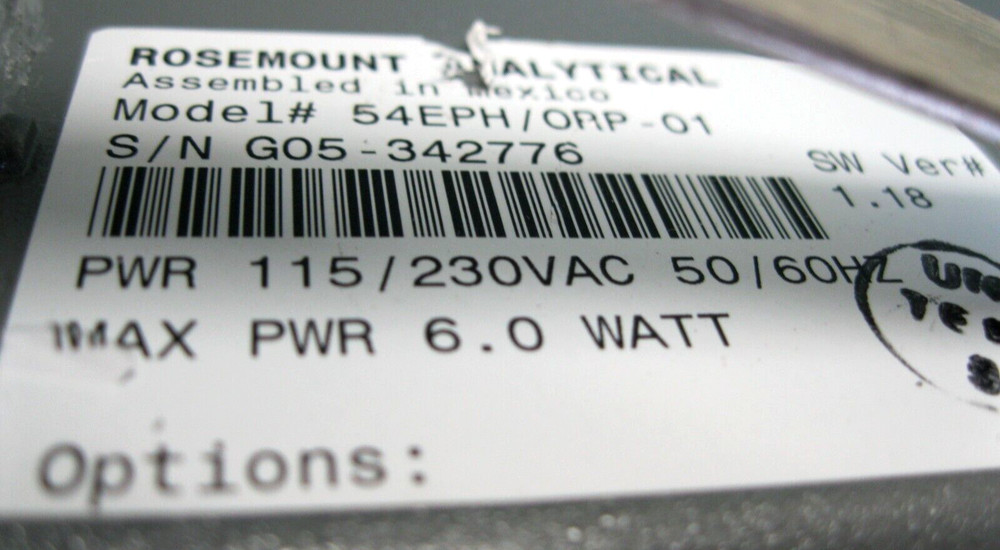 ROSEMOUNT ANALYTICAL
Assembled in Mexico
Model# 54EPH/ORP-01
S/N G05-342776
SW Ver#
1.18
PWR 115/230VAC 50/60HZ
MAX PWR 6.0 WATT
Options: